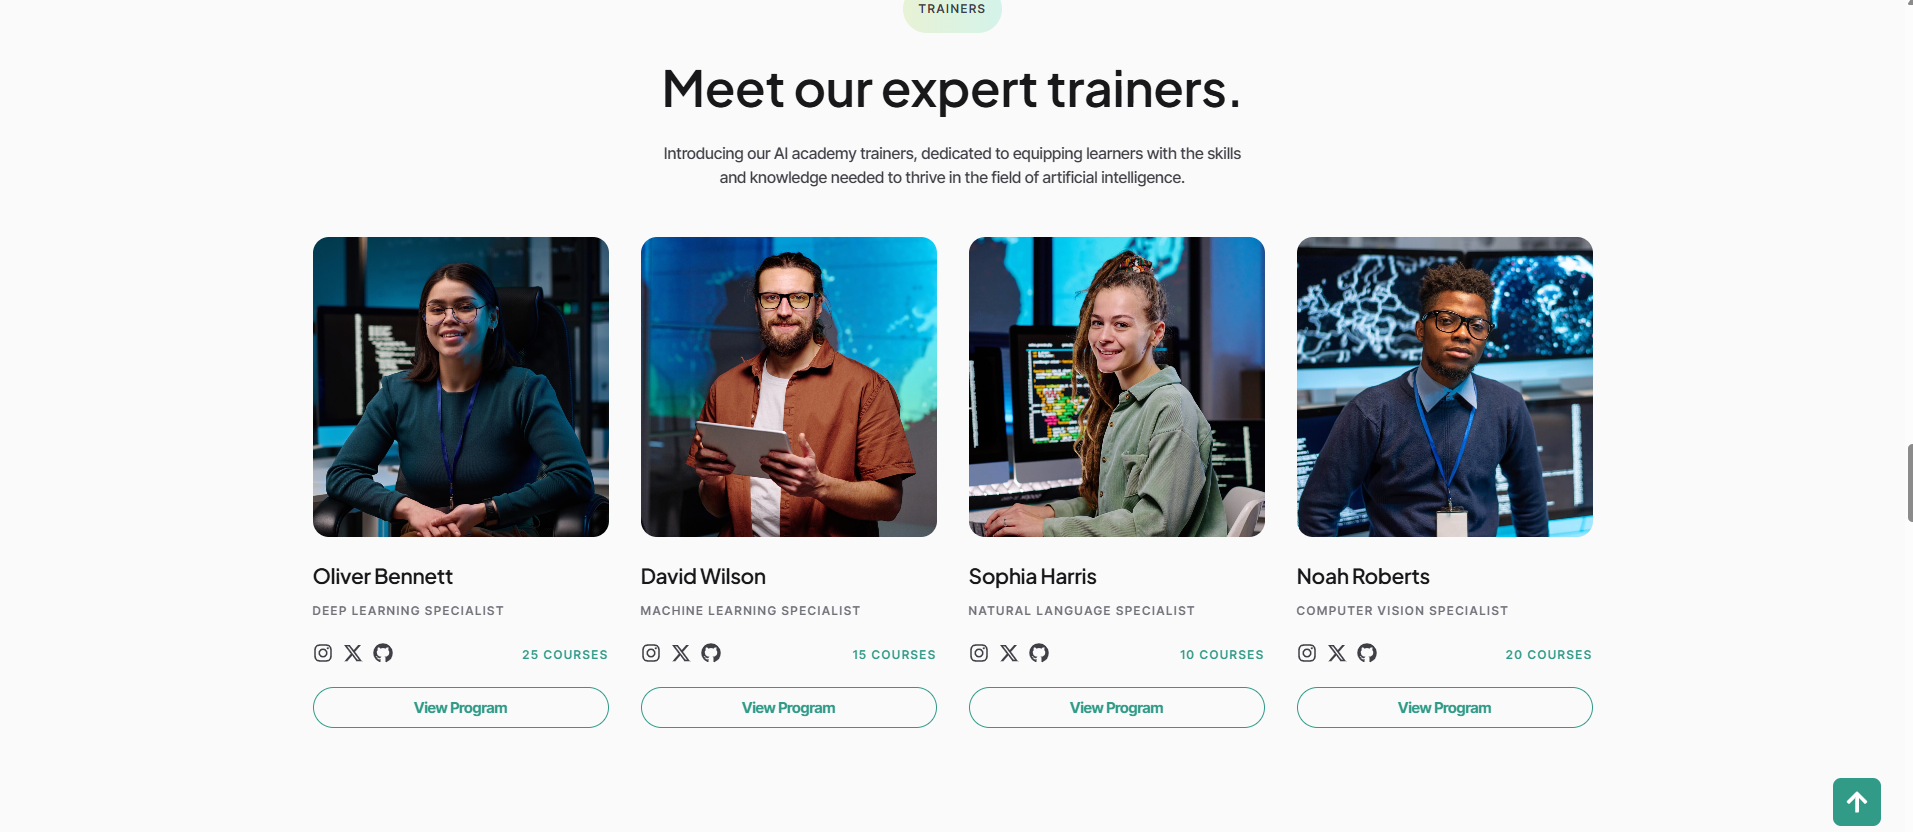 TRAINERS
Meet our expert trainers.
Introducing our AI academy trainers, dedicated to equipping learners with the skills
and knowledge needed to thrive in the field of artificial intelligence.
Oliver Bennett
DEEP LEARNING SPECIALIST
25 COURSES
View Program
David Wilson
MACHINE LEARNING SPECIALIST
15 COURSES
View Program
Sophia Harris
NATURAL LANGUAGE SPECIALIST
10 COURSES
View Program
Noah Roberts
COMPUTER VISION SPECIALIST
20 COURSES
View Program